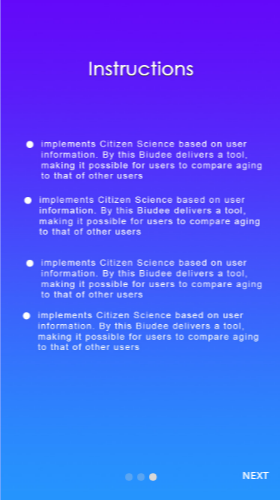 Instructions
implements Citizen Science based on user
information. By this Biudee delivers a tool,
making it possible for users to compare aging
to that of other users
implements Citizen Science based on user
information. By this Biudee delivers a tool,
making it possible for users to compare aging
to that of other users
implements Citizen Science based on user
information. By this Biudee delivers a tool,
making it possible for users to compare aging
to that of other users
implements Citizen Science based on user
information. By this Biudee delivers a tool,
making it possible for users to compare aging
to that of other users
NEXT